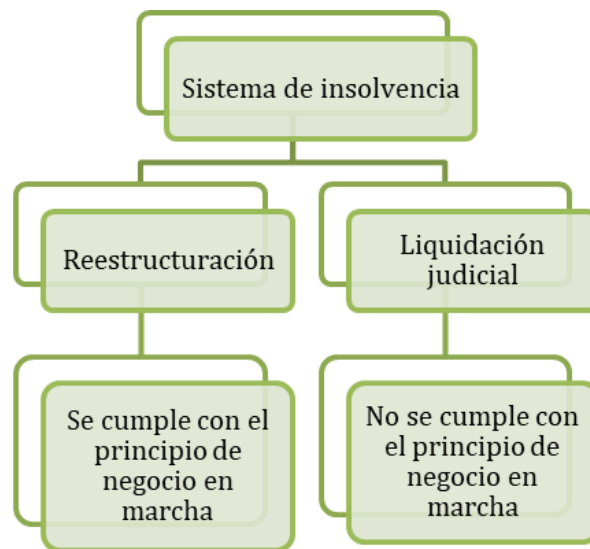 Sistema de insolvencia
Reestructuración
Liquidación
judicial
Se cumple con el
principio de
negocio en
marcha
No se cumple con
el principio de
negocio en
marcha